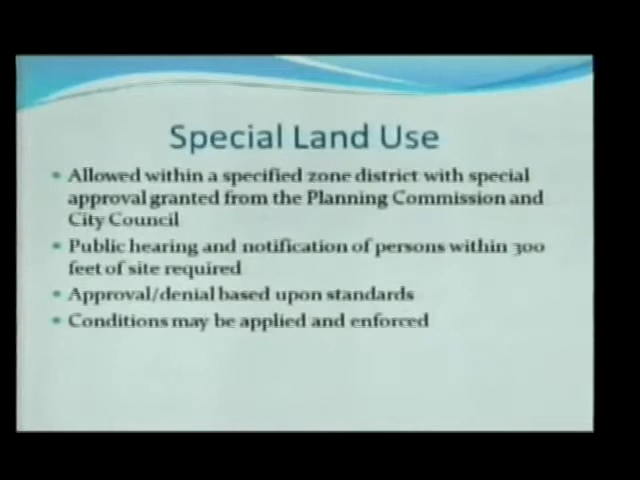 Special Land Use
• Allowed within a specified zone district with special
approval granted from the Planning Commission and
City Council
• Public hearing and notification of persons within 300
feet of site required
• Approval/denial based upon standards
• Conditions may be applied and enforced